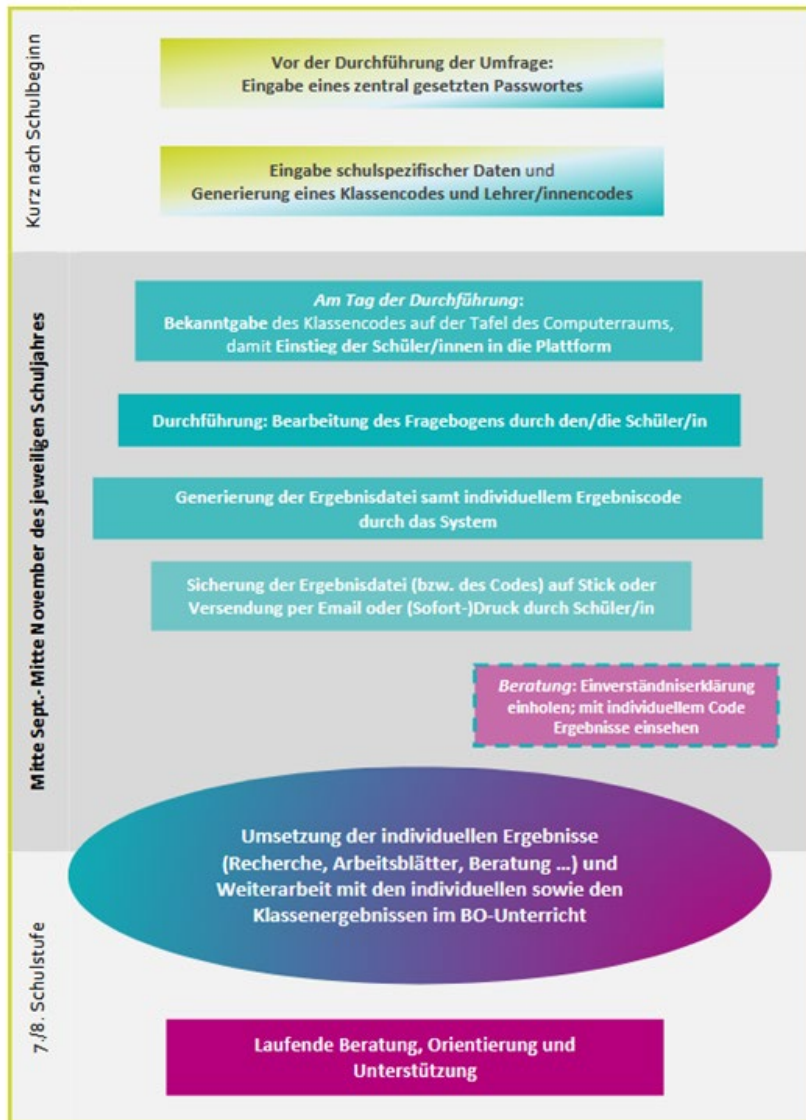 Kurz nach Schulbeginn
Vor der Durchführung der Umfrage:
Eingabe eines zentral gesetzten Passwortes
Eingabe schulspezifischer Daten und
Generierung eines Klassencodes und Lehrer/innencodes
Mitte Sept.- Mitte November des jeweiligen Schuljahres
Am Tag der Durchführung:
Bekanntgabe des Klassencodes auf der Tafel des Computerraums,
damit Einstieg der Schüler/innen in die Plattform
Durchführung: Bearbeitung des Fragebogens durch den/die Schüler/in
Generierung der Ergebnisdatei samt individuellem Ergebniscode
durch das System
Sicherung der Ergebnisdatei (bzw. des Codes) auf Stick oder
Versendung per Email oder (Sofort-)Druck durch Schüler/in
Beratung: Einverständniserklärung
einholen; mit individuellem Code
Ergebnisse einsehen
Umsetzung der individuellen Ergebnisse
(Recherche, Arbeitsblätter, Beratung ...) und
Weiterarbeit mit den individuellen sowie den
Klassenergebnissen im BO-Unterricht
7./8. Schulstufe
Laufende Beratung, Orientierung und
Unterstützung